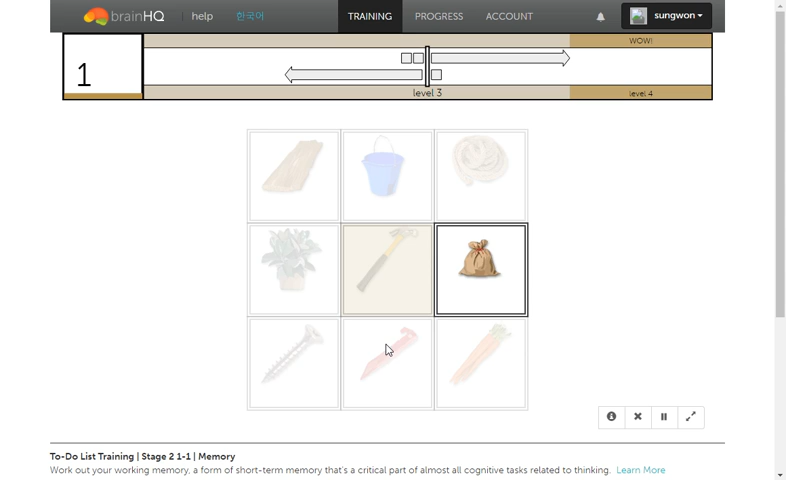 brainHQ help 한국어 TRAINING PROGRESS ACCOUNT sungwon
WOW!
1
level 3 level 4
To-Do List Training | Stage 2 1-1 | Memory
Work out your working memory, a form of short-term memory that's a critical part of almost all cognitive tasks related to thinking. Learn More